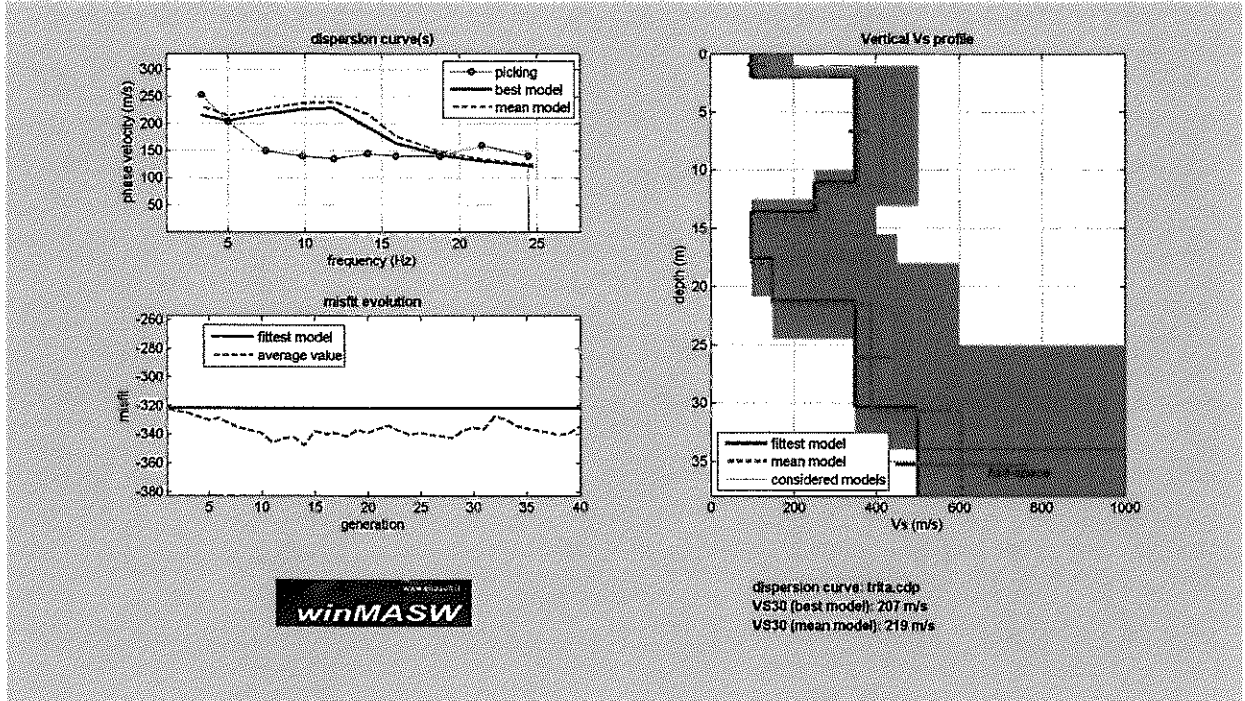 dispersion curve(s)
300
250
200
150
100
50
phase velocity (m/s)
picking
best model
mean model
5
10
15
20
25
frequency (Hz)
misfit evolution
-260
-280
-300
-320
-340
-360
-380
misfit
fittest model
average value
5
10
15
20
25
30
35
40
generation
winMASW
Vertical Vs profile
0
5
10
15
20
25
30
35
depth (m)
fittest model
mean model
considered models
half-space
0
200
400
600
800
1000
Vs (m/s)
dispersion curve: trita.cdp
VS30 (best model): 207 m/s
VS30 (mean model): 219 m/s